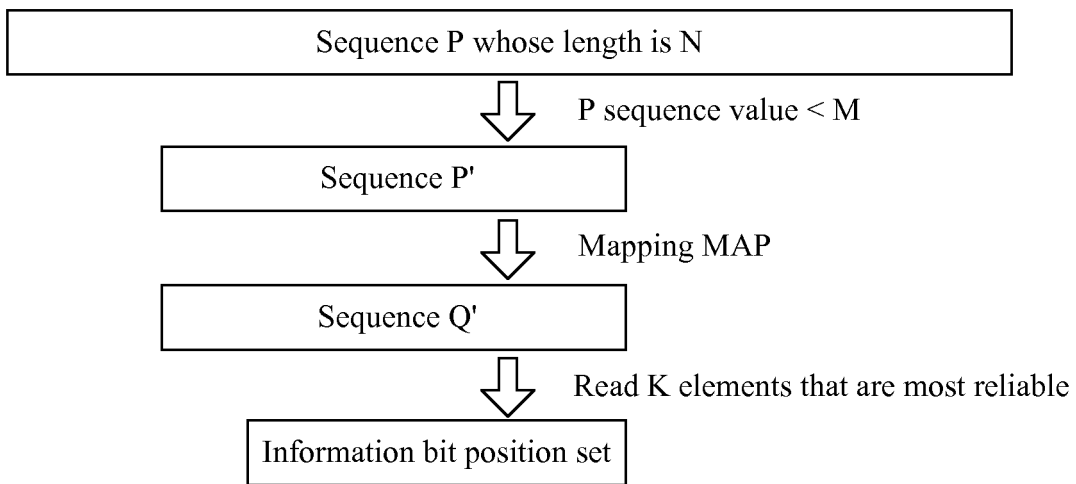 Sequence P whose length is N
P sequence value < M
Sequence P'
Mapping MAP
Sequence Q'
Read K elements that are most reliable
Information bit position set